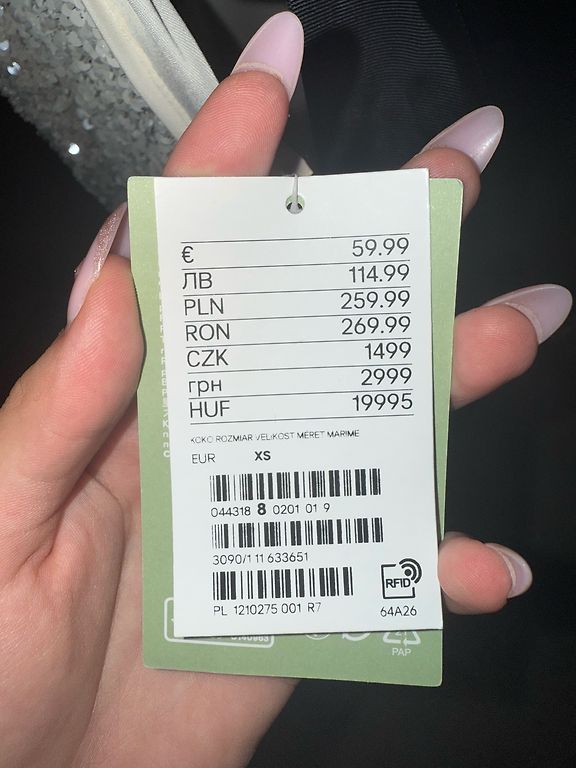 € 59.99
ЛВ 114.99
PLN 259.99
RON 269.99
CZK 1499
грн 2999
HUF 19995
ROZMIAR VELIKOST MÉRET MARIME
EUR XS
044318 8 0201 01 9
3090/1 11 633651
PL 1210275 001 R7
RFID
64A26
PAP